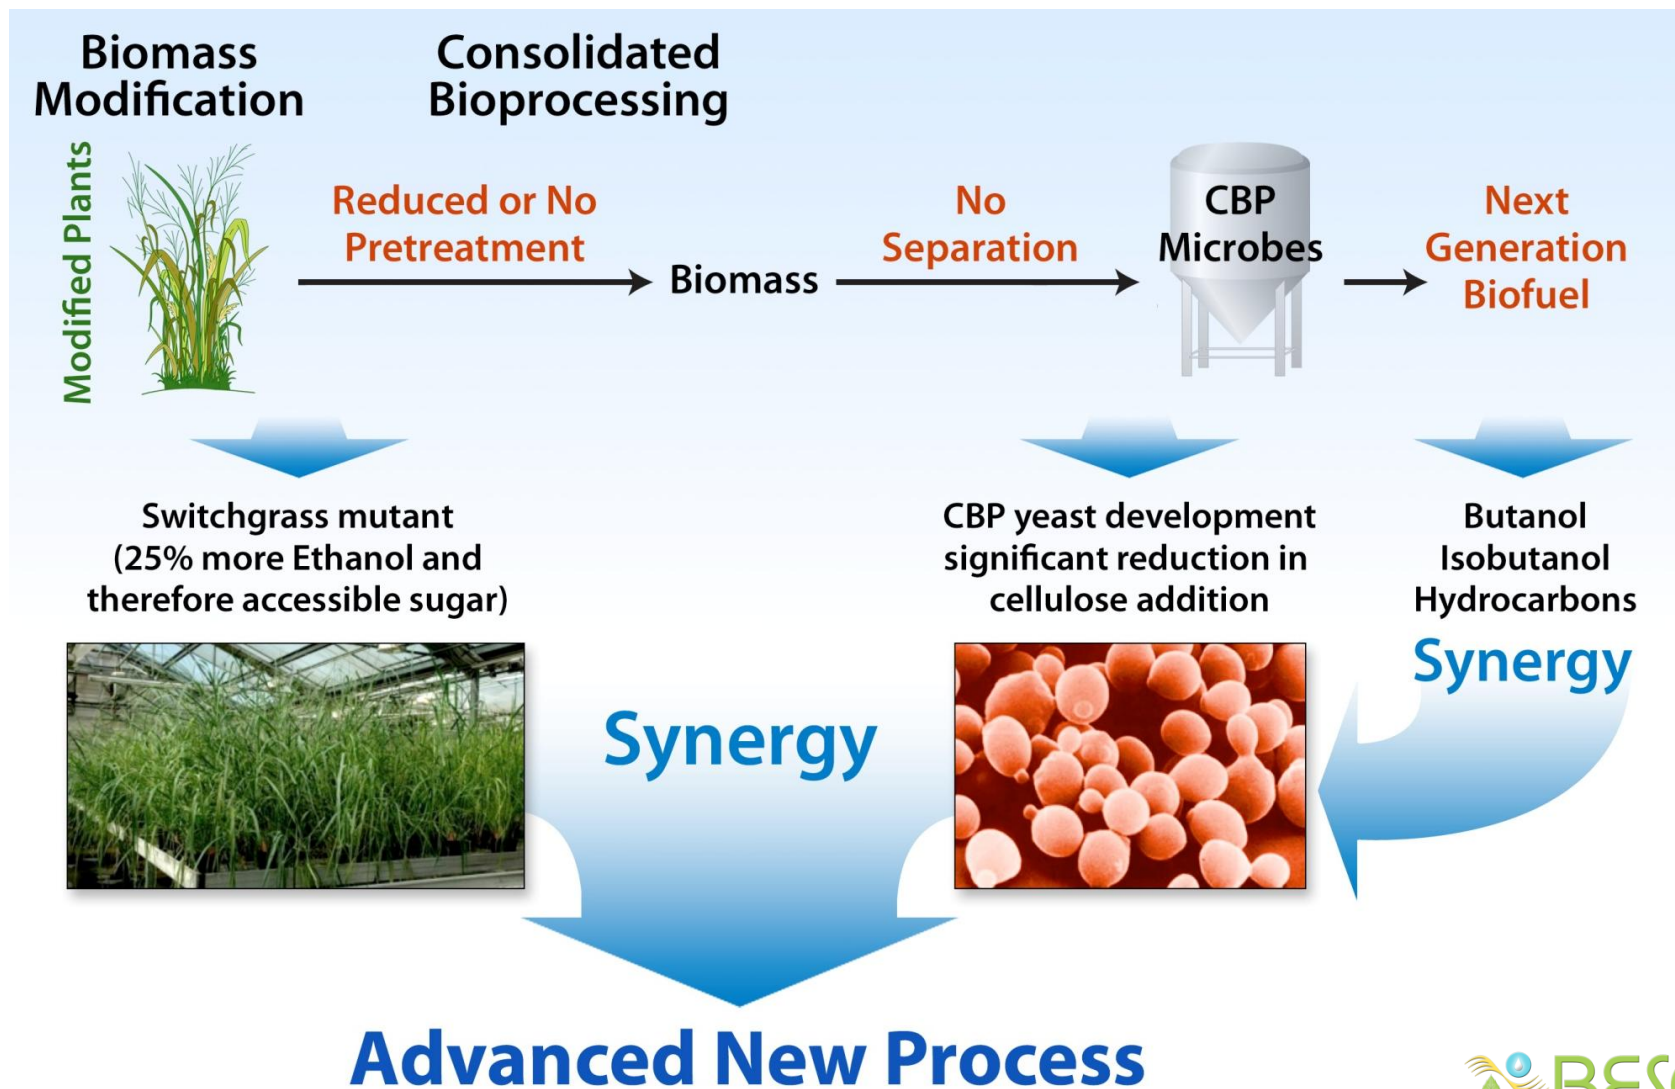 Biomass
Modification
Consolidated
Bioprocessing
Modified Plants
Reduced or No
Pretreatment
Biomass
No
Separation
CBP
Microbes
Next
Generation
Biofuel
Switchgrass mutant
(25% more Ethanol and
therefore accessible sugar)
CBP yeast development
significant reduction in
cellulose addition
Butanol
Isobutanol
Hydrocarbons
Synergy
Synergy
Advanced New Process